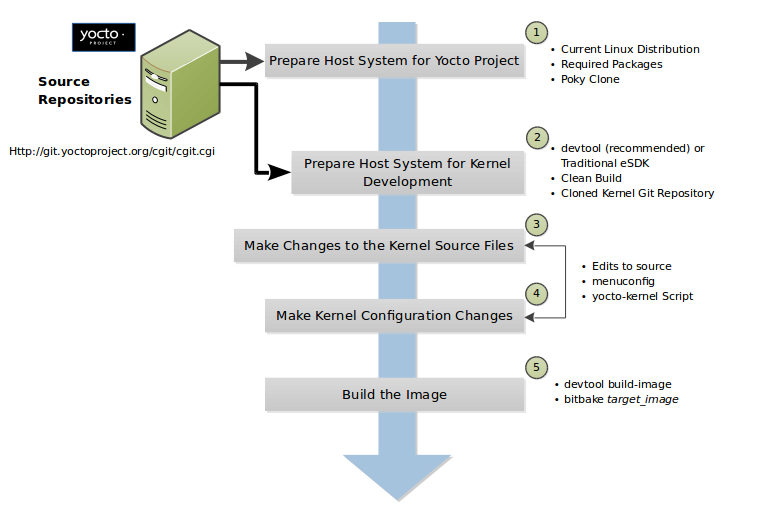 yocto ·
PROJECT
Source
Repositories
Http://git.yoctoproject.org/cgit/cgit.cgi
Prepare Host System for Yocto Project
1
• Current Linux Distribution
• Required Packages
• Poky Clone
Prepare Host System for Kernel
Development
2
• devtool (recommended) or
Traditional eSDK
• Clean Build
• Cloned Kernel Git Repository
Make Changes to the Kernel Source Files
3
• Edits to source
• menuconfig
• yocto-kernel Script
Make Kernel Configuration Changes
4
Build the Image
5
• devtool build-image
• bitbake target_image